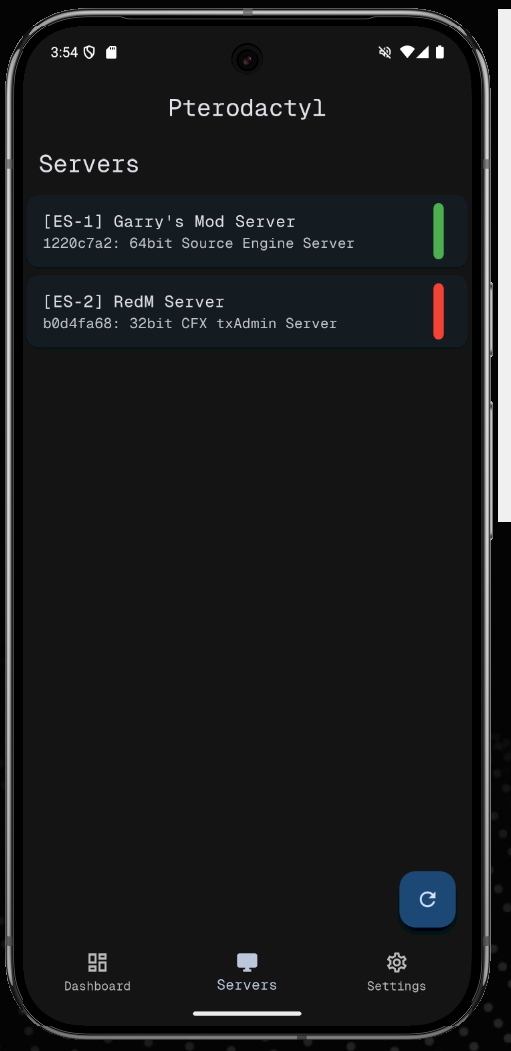 3:54
Pterodactyl
Servers
[ES-1] Garry's Mod Server
1220c7a2: 64bit Source Engine Server
[ES-2] RedM Server
b0d4fa68: 32bit CFX txAdmin Server
Dashboard
Servers
Settings